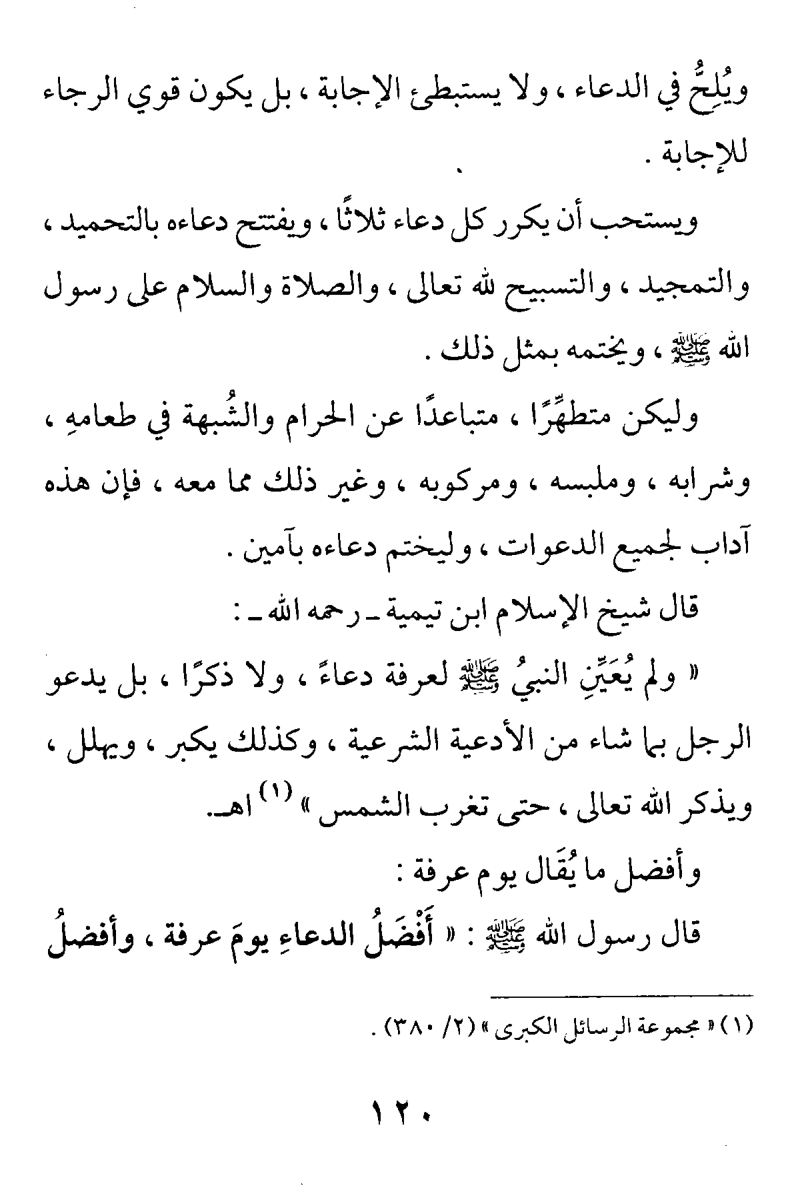 ويُلِحُّ في الدعاء ، ولا يستبطئ الإجابة ، بل يكون قوي الرجاء
للإجابة .
ويستحب أن يكرر كل دعاء ثلاثًا ، ويفتتح دعاءه بالتحميد ،
والتمجيد ، والتسبيح لله تعالى ، والصلاة والسلام على رسول
الله ﷺ ، ويختمه بمثل ذلك .
وليكن متطهِّرًا ، متباعدًا عن الحرام والشُبهة في طعامهِ ،
وشرابه ، وملبسه ، ومركوبه ، وغير ذلك مما معه ، فإن هذه
آداب لجميع الدعوات ، وليختم دعاءه بآمين .
قال شيخ الإسلام ابن تيمية ـ رحمه الله ـ :
« ولم يُعَيِّنِ النبيُ ﷺ لعرفة دعاءً ، ولا ذكرًا ، بل يدعو
الرجل بما شاء من الأدعية الشرعية ، وكذلك يكبر ، ويهلل ،
ويذكر الله تعالى ، حتى تغرب الشمس » (١) اهـ.
وأفضل ما يُقَال يوم عرفة :
قال رسول الله ﷺ : « أَفْضَلُ الدعاءِ يومَ عرفة ، وأفضلُ
(١) « مجموعة الرسائل الكبرى » (٢/ ٣٨٠) .
١٢٠